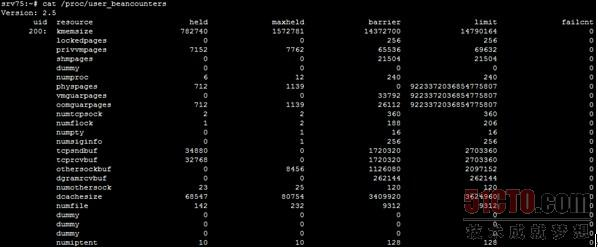 srv75:~# cat /proc/user_beancounters
Version: 2.5
uid resource held maxheld barrier limit failcnt
200: kmemsize 782740 1572781 14372700 14790164 0
lockedpages 0 0 256 256 0
privvmpages 7152 7762 65536 69632 0
shmpages 0 0 21504 21504 0
dummy 0 0 0 0 0
numproc 6 12 240 240 0
physpages 712 1139 0 9223372036854775807 0
vmguarpages 0 0 33792 9223372036854775807 0
oomguarpages 712 1139 26112 9223372036854775807 0
numtcpsock 2 2 360 360 0
numflock 1 2 188 206 0
numpty 0 1 16 16 0
numsiginfo 0 1 256 256 0
tcpsndbuf 34880 0 1720320 2703360 0
tcprcvbuf 32768 0 1720320 2703360 0
othersockbuf 0 8456 1126080 2097152 0
dgramrcvbuf 0 0 262144 262144 0
numothersock 23 25 120 120 0
dcachesize 68547 80754 3409920 3624960 0
numfile 142 232 9312 9312 0
dummy 0 0 0 0 0
dummy 0 0 0 0 0
dummy 0 0 0 0 0
numiptent 10 10 128 128 0
51CTO.com
技术成就梦想